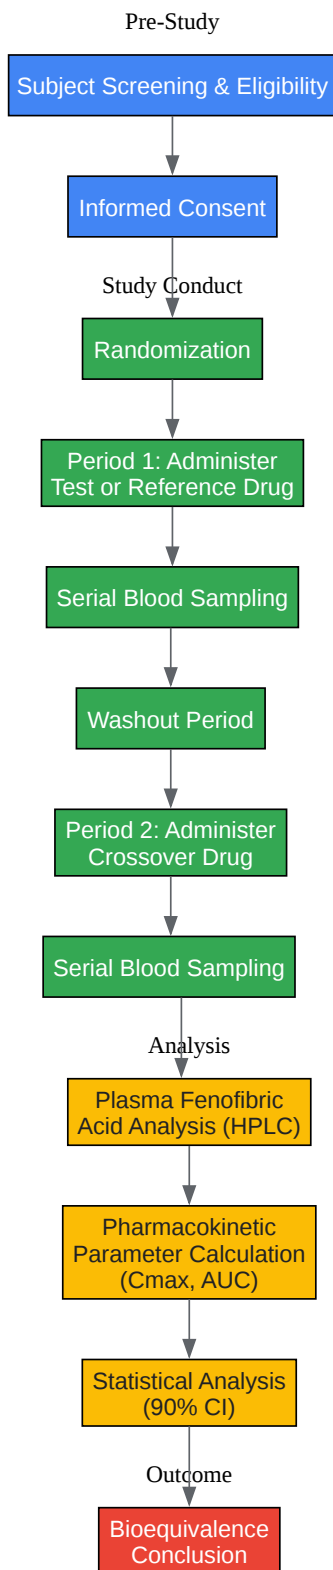 Pre-Study
Subject Screening & Eligibility
Informed Consent
Study Conduct
Randomization
Period 1: Administer
Test or Reference Drug
Serial Blood Sampling
Washout Period
Period 2: Administer
Crossover Drug
Serial Blood Sampling
Analysis
Plasma Fenofibric
Acid Analysis (HPLC)
Pharmacokinetic
Parameter Calculation
(Cmax, AUC)
Statistical Analysis
(90% CI)
Outcome
Bioequivalence
Conclusion